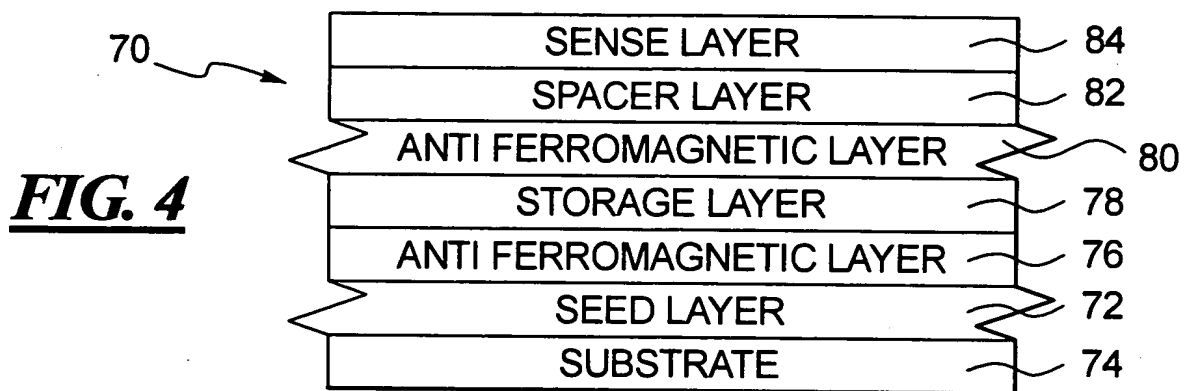 70
SENSE LAYER 84
SPACER LAYER 82
ANTI FERROMAGNETIC LAYER 80
FIG. 4
STORAGE LAYER 78
ANTI FERROMAGNETIC LAYER 76
SEED LAYER 72
SUBSTRATE 74